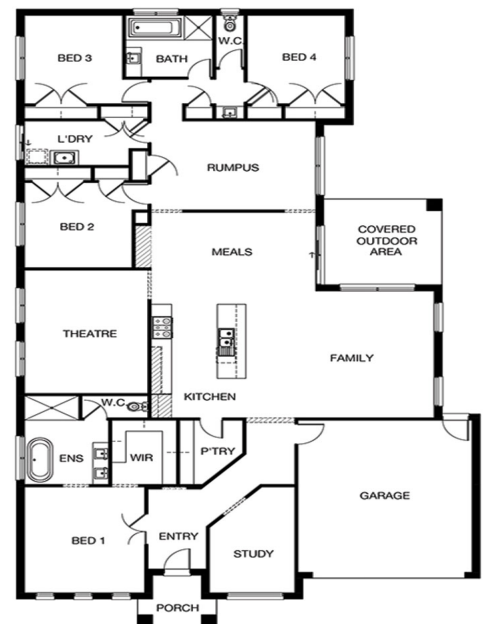 BED 3
BATH
W.C.
BED 4
L'DRY
RUMPUS
BED 2
MEALS
COVERED
OUTDOOR
AREA
THEATRE
FAMILY
KITCHEN
W.C.
ENS
WIR
P'TRY
GARAGE
BED 1
ENTRY
STUDY
PORCH